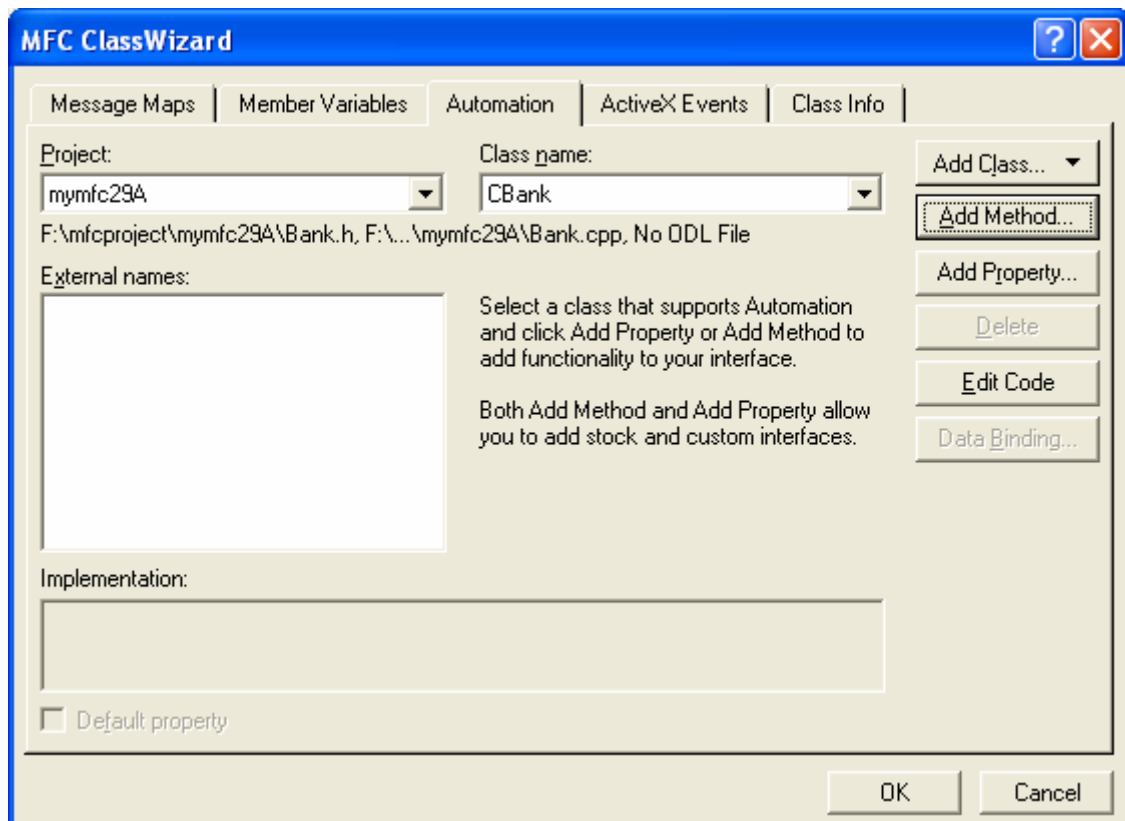 MFC ClassWizard
Message Maps Member Variables Automation ActiveX Events Class Info
Project: Class name:
mymfc29A CBank
Add Class...
F:\mfcproject\mymfc29A\Bank.h, F:\...\mymfc29A\Bank.cpp, No ODL File
Add Method...
External names:
Add Property...
Select a class that supports Automation
and click Add Property or Add Method to
add functionality to your interface.
Delete
Edit Code
Both Add Method and Add Property allow
you to add stock and custom interfaces.
Data Binding...
Implementation:
Default property
OK Cancel